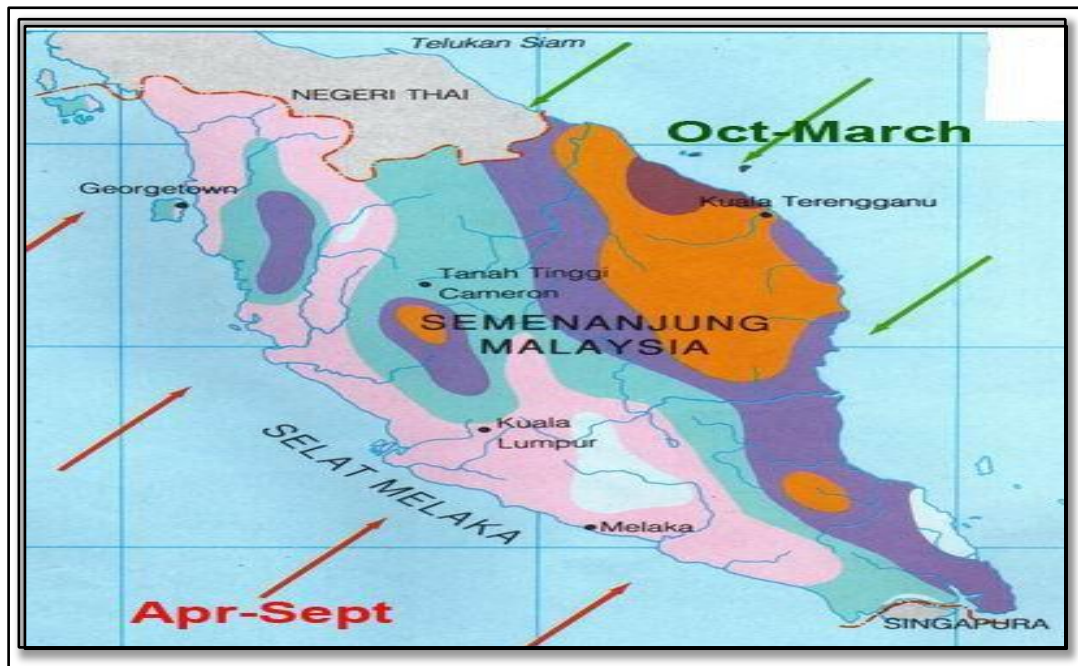 Telukan Siam
NEGERI THAI
Oct-March
Georgetown
Kuala Terengganu
Tanah Tinggi
Cameron
SEMENANJUNG
MALAYSIA
Kuala
Lumpur
SELAT MELAKA
Melaka
Apr-Sept
SINGAPURA